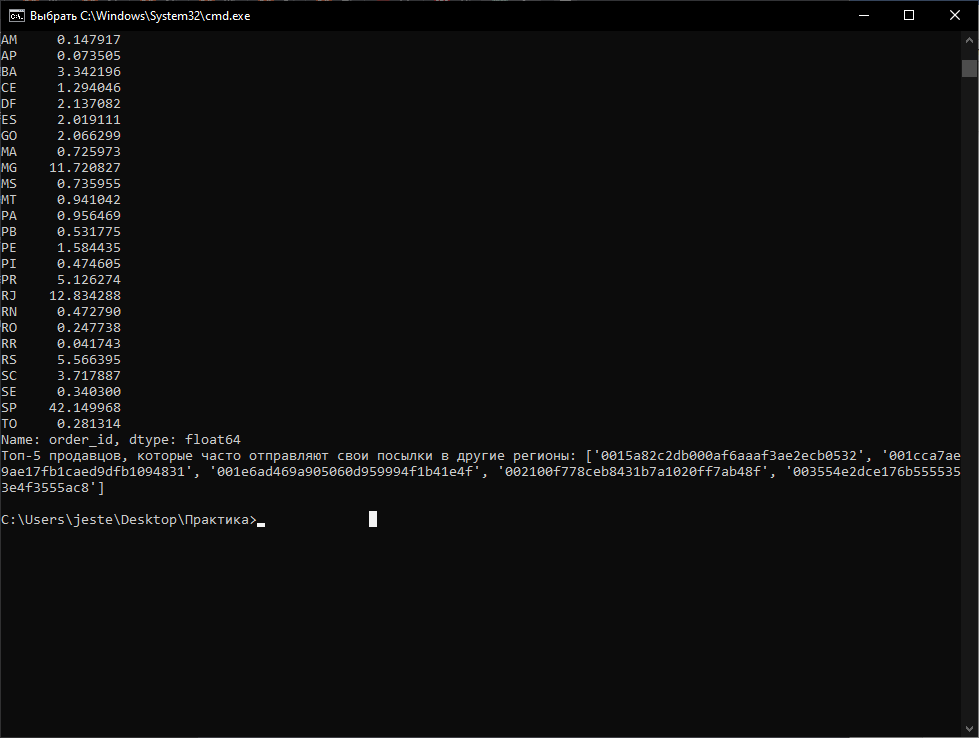 Выбрать C:\Windows\System32\cmd.exe
AM     0.147917
AP     0.073505
BA     3.342196
CE     1.294046
DF     2.137082
ES     2.019111
GO     2.066299
MA     0.725973
MG    11.720827
MS     0.735955
MT     0.941042
PA     0.956469
PB     0.531775
PE     1.584435
PI     0.474605
PR     5.126274
RJ    12.834288
RN     0.472790
RO     0.247738
RR     0.041743
RS     5.566395
SC     3.717887
SE     0.340300
SP    42.149968
TO     0.281314
Name: order_id, dtype: float64
Топ-5 продавцов, которые часто отправляют свои посылки в другие регионы: ['0015a82c2db000af6aaaf3ae2ecb0532', '001cca7ae
9ae17fb1caed9dfb1094831', '001e6ad469a905060d959994f1b41e4f', '002100f778ceb8431b7a1020ff7ab48f', '003554e2dce176b555535
3e4f3555ac8']
C:\Users\jeste\Desktop\Практика>